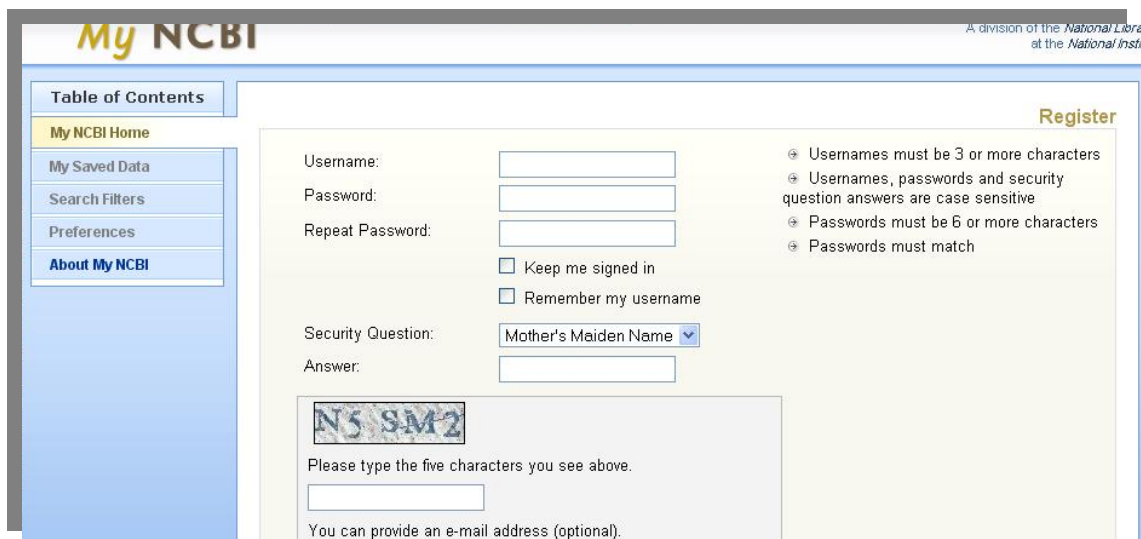 My NCBI
A division of the National Libra
at the National Insti
Table of Contents
My NCBI Home
My Saved Data
Search Filters
Preferences
About My NCBI
Register
Username:
Password:
Repeat Password:
Keep me signed in
Remember my username
Security Question:
Mother's Maiden Name
Answer:
N5 SM2
Please type the five characters you see above.
You can provide an e-mail address (optional).
Usernames must be 3 or more characters
Usernames, passwords and security
question answers are case sensitive
Passwords must be 6 or more characters
Passwords must match